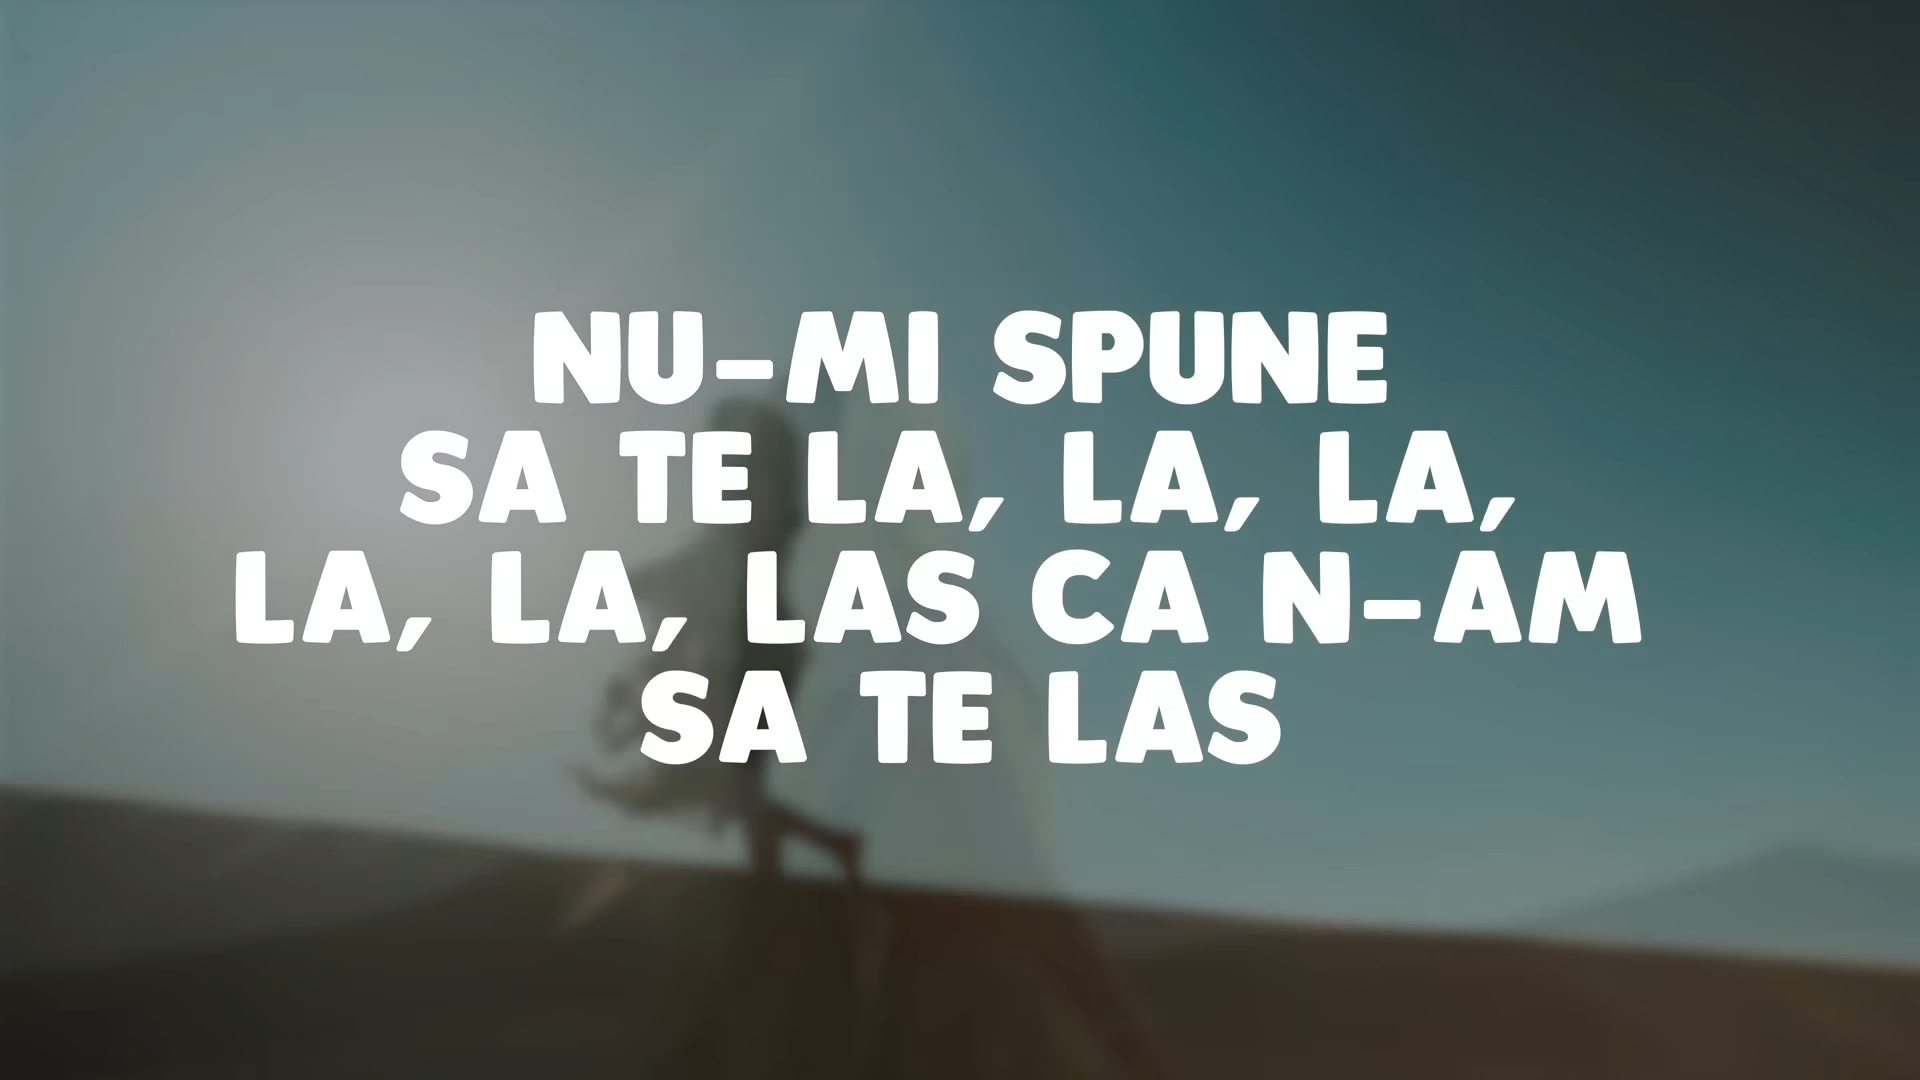 NU-MI SPUNE
SA TE LA, LA, LA,
LA, LA, LAS CA N-AM
SA TE LAS